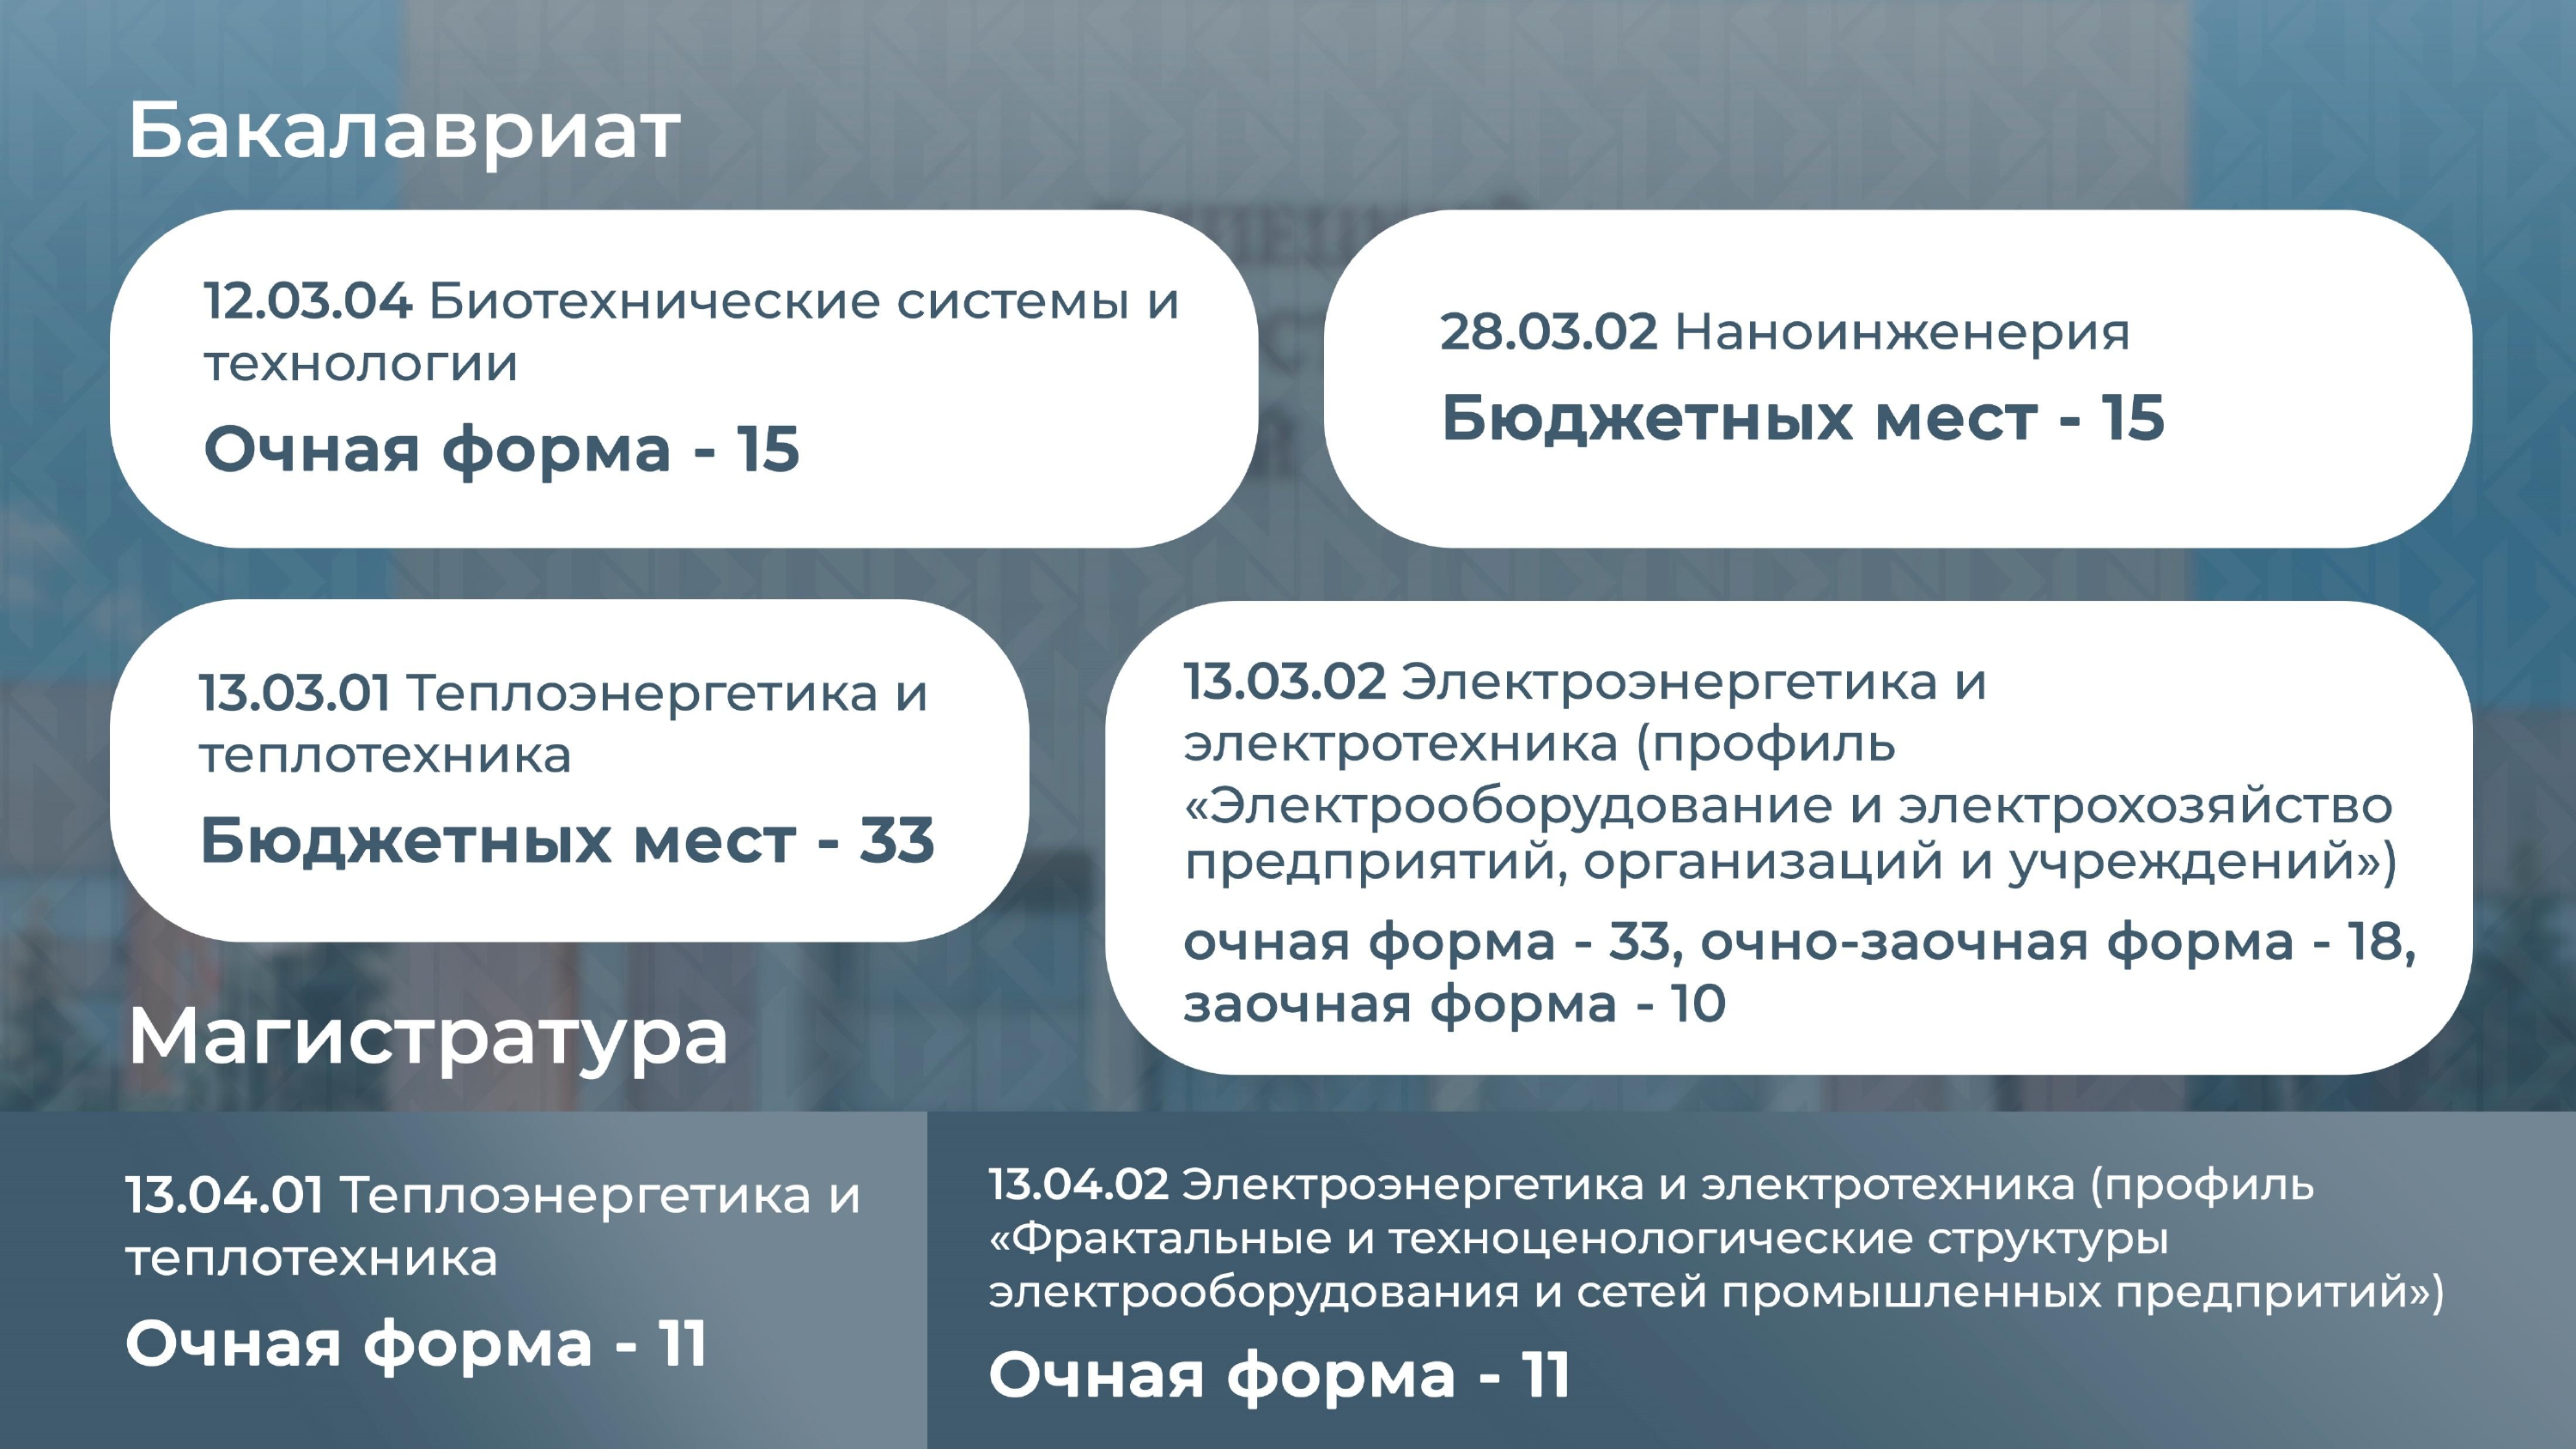 Бакалавриат
12.03.04 Биотехнические системы и
технологии
Очная форма - 15
28.03.02 Наноинженерия
Бюджетных мест - 15
13.03.01 Теплоэнергетика и
теплотехника
Бюджетных мест - 33
13.03.02 Электроэнергетика и
электротехника (профиль
«Электрооборудование и электрохозяйство
предприятий, организаций и учреждений»)
очная форма - 33, очно-заочная форма - 18,
заочная форма - 10
Магистратура
13.04.01 Теплоэнергетика и
теплотехника
Очная форма - 11
13.04.02 Электроэнергетика и электротехника (профиль
«Фрактальные и техноценологические структуры
электрооборудования и сетей промышленных предпритий»)
Очная форма - 11